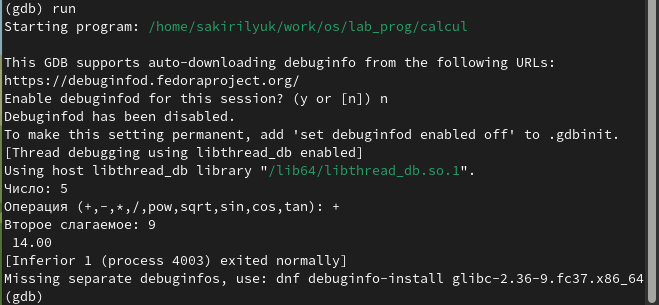 (gdb) run
Starting program: /home/sakirilyuk/work/os/lab_prog/calcul
This GDB supports auto-downloading debuginfo from the following URLs:
https://debuginfod.fedoraproject.org/
Enable debuginfod for this session? (y or [n]) n
Debuginfod has been disabled.
To make this setting permanent, add 'set debuginfod enabled off' to .gdbinit.
[Thread debugging using libthread_db enabled]
Using host libthread_db library "/lib64/libthread_db.so.1".
Число: 5
Операция (+,-,*,/,pow,sqrt,sin,cos,tan): +
Второе слагаемое: 9
 14.00
[Inferior 1 (process 4003) exited normally]
Missing separate debuginfos, use: dnf debuginfo-install glibc-2.36-9.fc37.x86_64
(gdb)